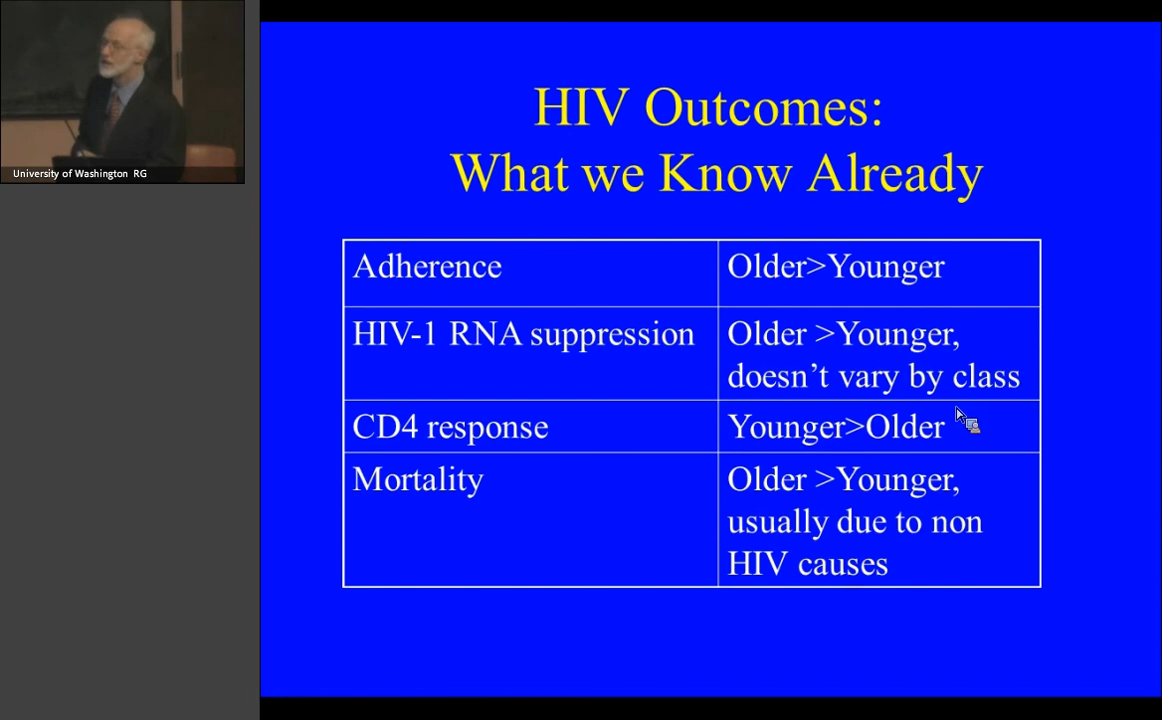 University of Washington RG
HIV Outcomes:
What we Know Already
Adherence
Older>Younger
HIV-1 RNA suppression
Older >Younger,
doesn’t vary by class
CD4 response
Younger>Older
Mortality
Older >Younger,
usually due to non
HIV causes